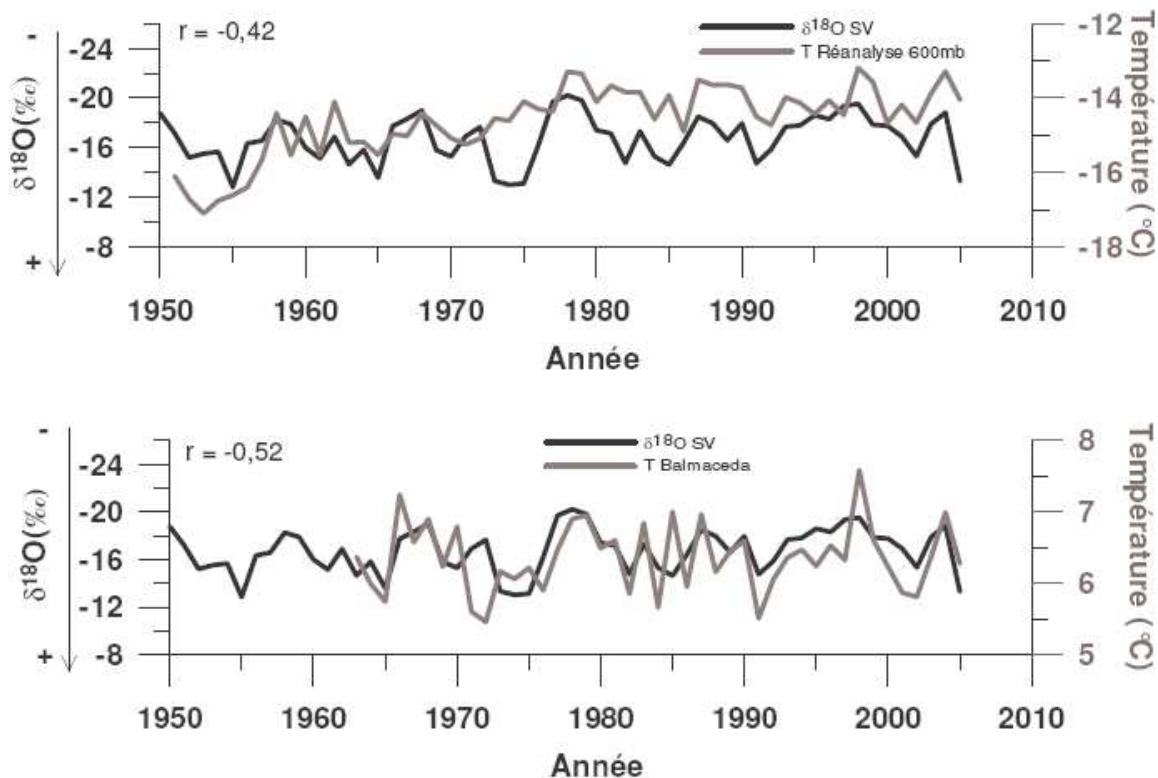 r = -0,42
δ¹⁸O SV
T Réanalyse 600mb
-
-24
-20
-16
-12
-8
+
δ¹⁸O(‰)
-12
-14
-16
-18
Température (°C)
1950 1960 1970 1980 1990 2000 2010
Année
r = -0,52
δ¹⁸O SV
T Balmaceda
-
-24
-20
-16
-12
-8
+
δ¹⁸O(‰)
8
7
6
5
Température (°C)
1950 1960 1970 1980 1990 2000 2010
Année